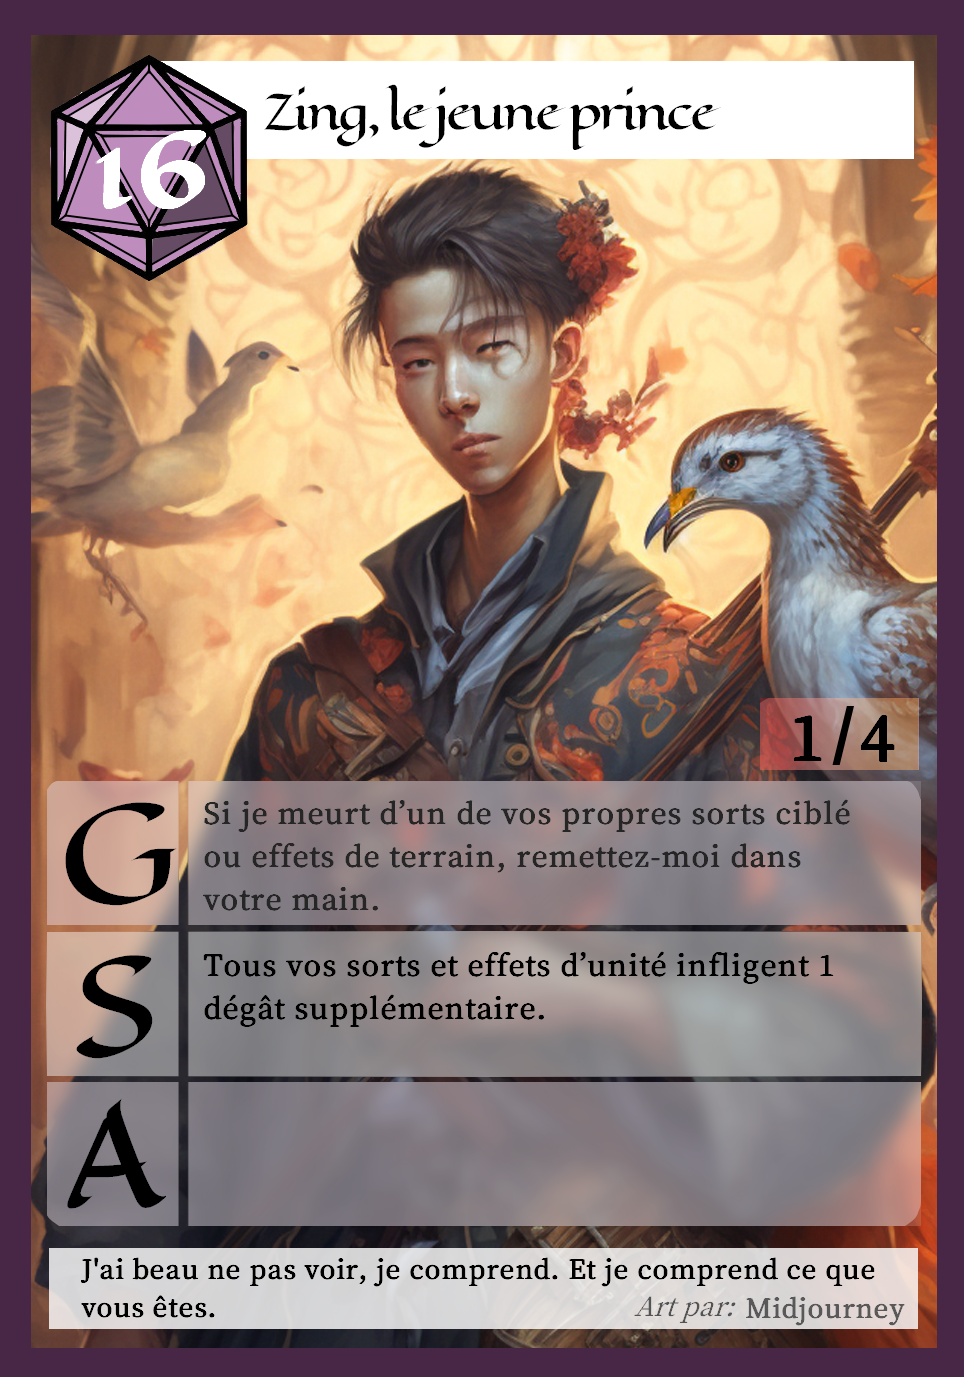 16
Zing, le jeune prince
1/4
G
Si je meurt d’un de vos propres sorts ciblé
ou effets de terrain, remettez-moi dans
votre main.
S
Tous vos sorts et effets d’unité infligent 1
dégât supplémentaire.
A
J'ai beau ne pas voir, je comprend. Et je comprend ce que
vous êtes.
Art par: Midjourney